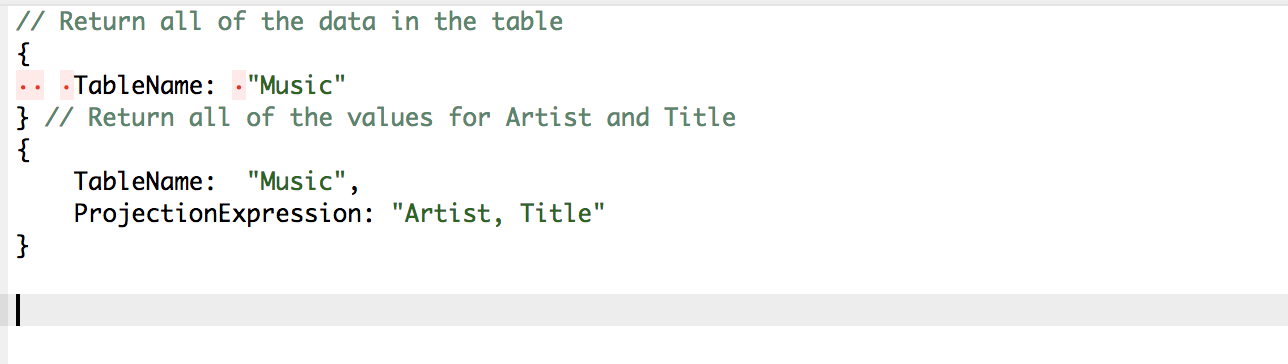 // Return all of the data in the table
{
·· ·TableName: ·"Music"
} // Return all of the values for Artist and Title
{
    TableName:  "Music",
    ProjectionExpression: "Artist, Title"
}